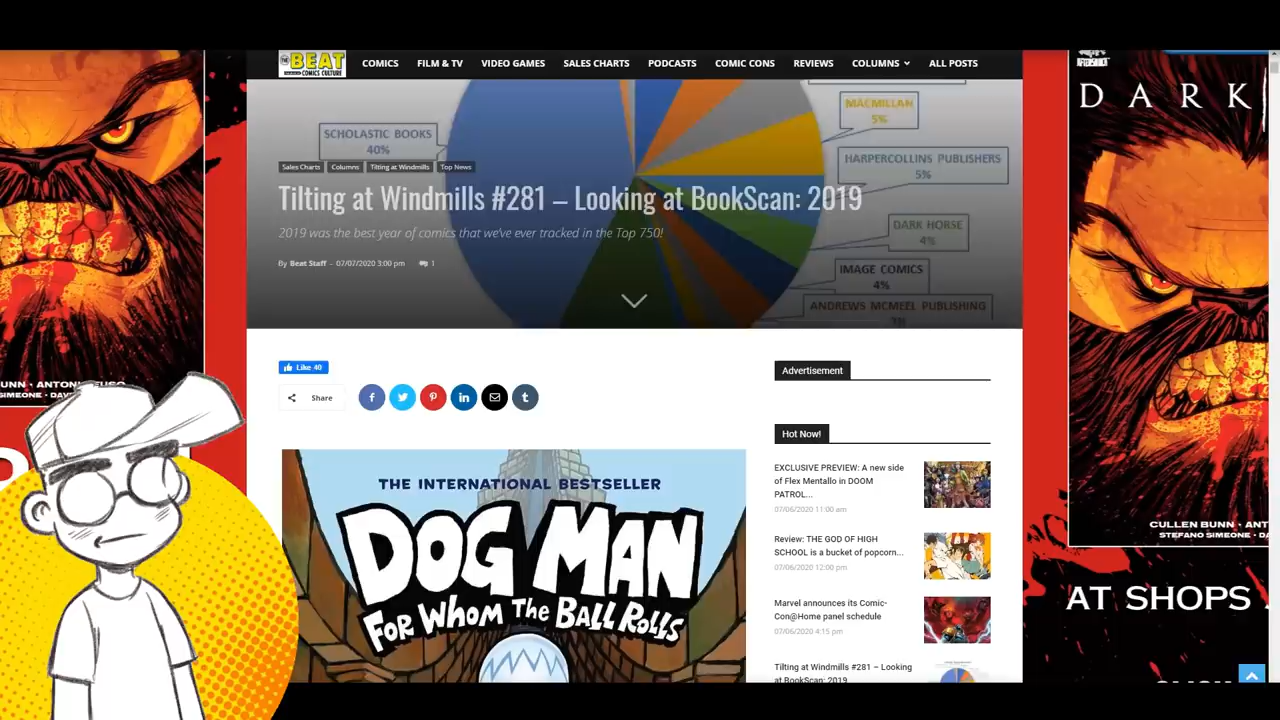 THE BEAT
COMICS CULTURE
COMICS
FILM & TV
VIDEO GAMES
SALES CHARTS
PODCASTS
COMIC CONS
REVIEWS
COLUMNS
ALL POSTS
MACMILLAN
5%
SCHOLASTIC BOOKS
40%
HARPERCOLLINS PUBLISHERS
5%
Sales Charts
Columns
Tilting at Windmills
Top News
Tilting at Windmills #281 – Looking at BookScan: 2019
2019 was the best year of comics that we've ever tracked in the Top 750!
DARK HORSE
4%
By Beat Staff - 07/07/2020 3:00 pm 1
IMAGE COMICS
4%
ANDREWS MCMEEL PUBLISHING
Like 40
Share
Advertisement
Hot Now!
EXCLUSIVE PREVIEW: A new side
of Flex Mentallo in DOOM
PATROL...
07/06/2020 11:00 am
Review: THE GOD OF HIGH
SCHOOL is a bucket of popcorn...
07/06/2020 12:00 pm
Marvel announces its Comic-
Con@Home panel schedule
07/06/2020 4:15 pm
Tilting at Windmills #281 – Looking
at BookScan: 2019
THE INTERNATIONAL BESTSELLER
DOG MAN
FOR WHOM THE BALL ROLLS
AFTERSHOCK
DARK
CULLEN BUNN · ANT
STEFANO SIMEONE · DA
AT SHOPS